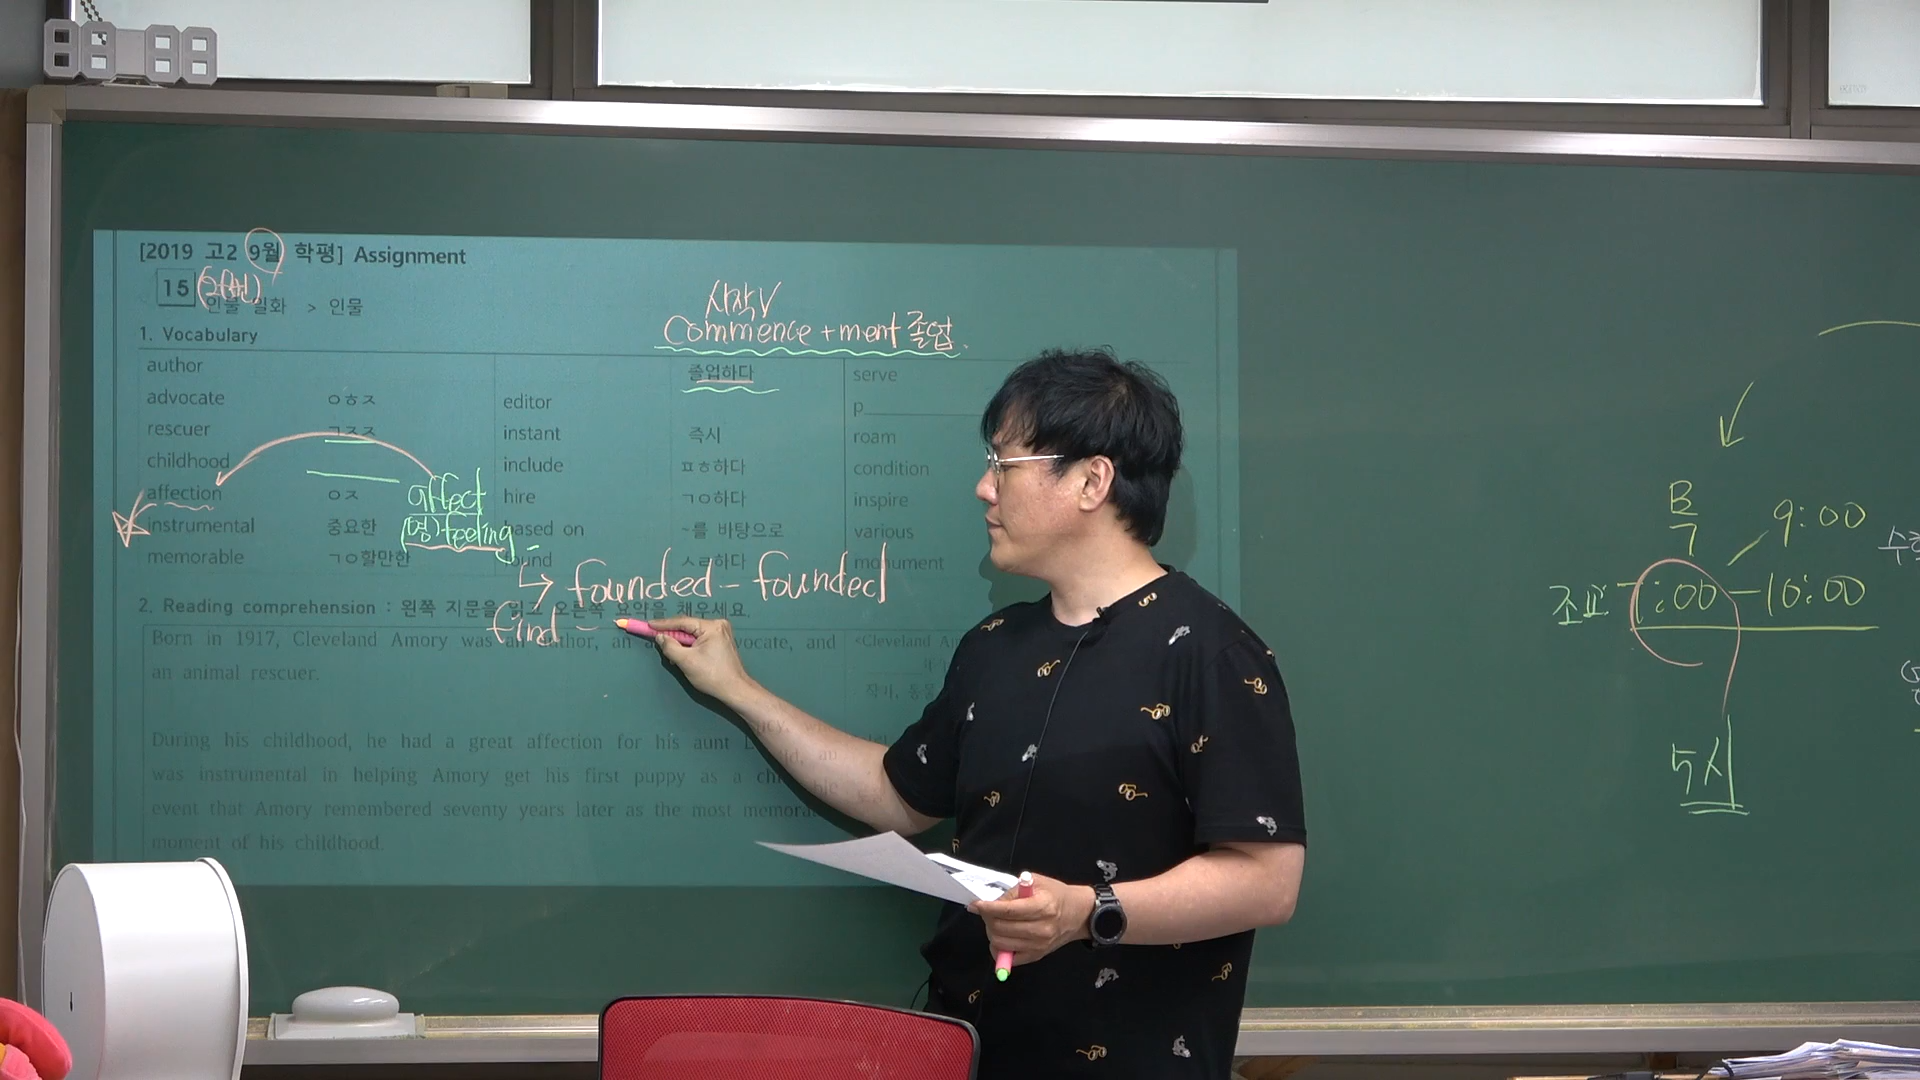 [2019 고2 9월 학평] Assignment
15
인물 일화 > 인물
1. Vocabulary
시작V
Commence + ment 졸업
author
졸업하다
serve
advocate ㅇㅎㅈ
editor
p
rescuer ㄱㅈㅈ
instant 즉시
roam
childhood
include ㅍㅎ하다
condition
affection ㅇㅈ
affect
hire ㄱㅇ하다
inspire
instrumental 중요한
(명) feeling
based on ~를 바탕으로
various
memorable ㄱㅇ할만한
found ㅅㄹ하다
monument
founded - founded
find -
2. Reading comprehension : 왼쪽 지문을 읽고 오른쪽 요약을 채우세요.
Born in 1917, Cleveland Amory was an author, an vocate, and
an animal rescuer.
<Cleveland
: 작가, 동물
During his childhood, he had a great affection for his aunt
was instrumental in helping Amory get his first puppy as a
event that Amory remembered seventy years later as the most
moment of his childhood.
B
7
9:00
조교 7:00 - 10:00
5시